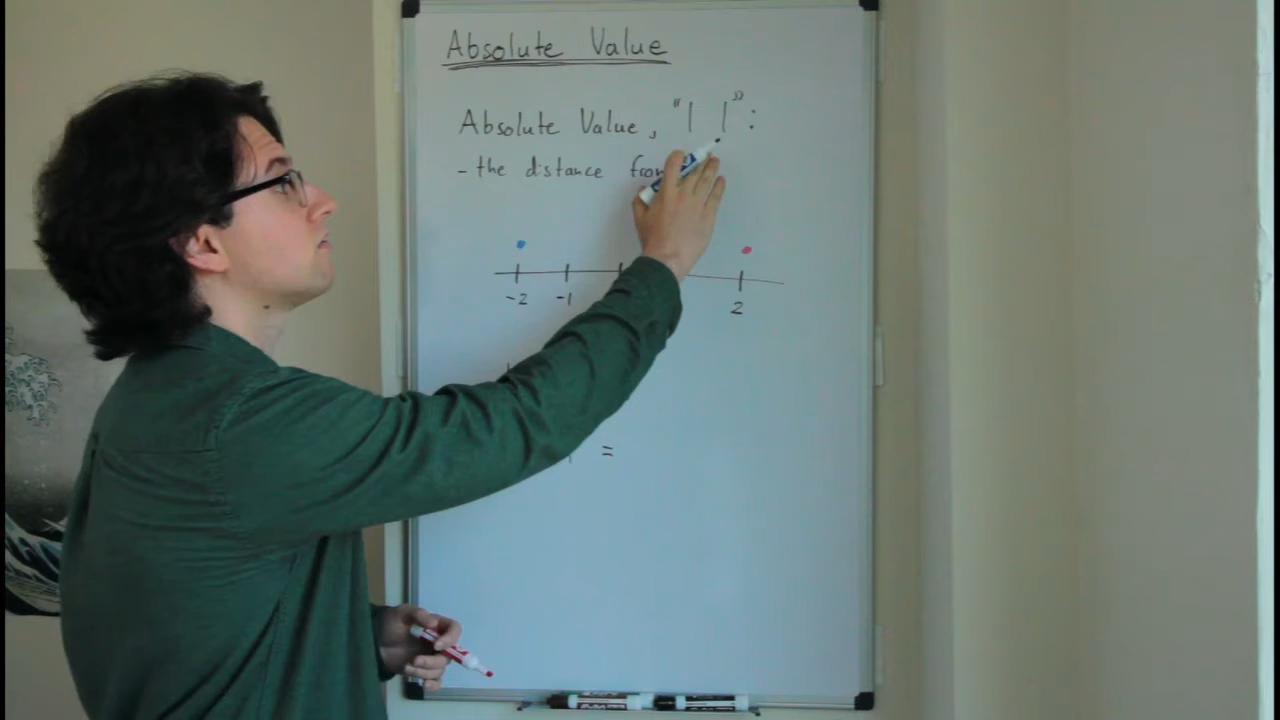 Absolute Value
Absolute Value, "| |":
- the distance from
-2 -1 2
=